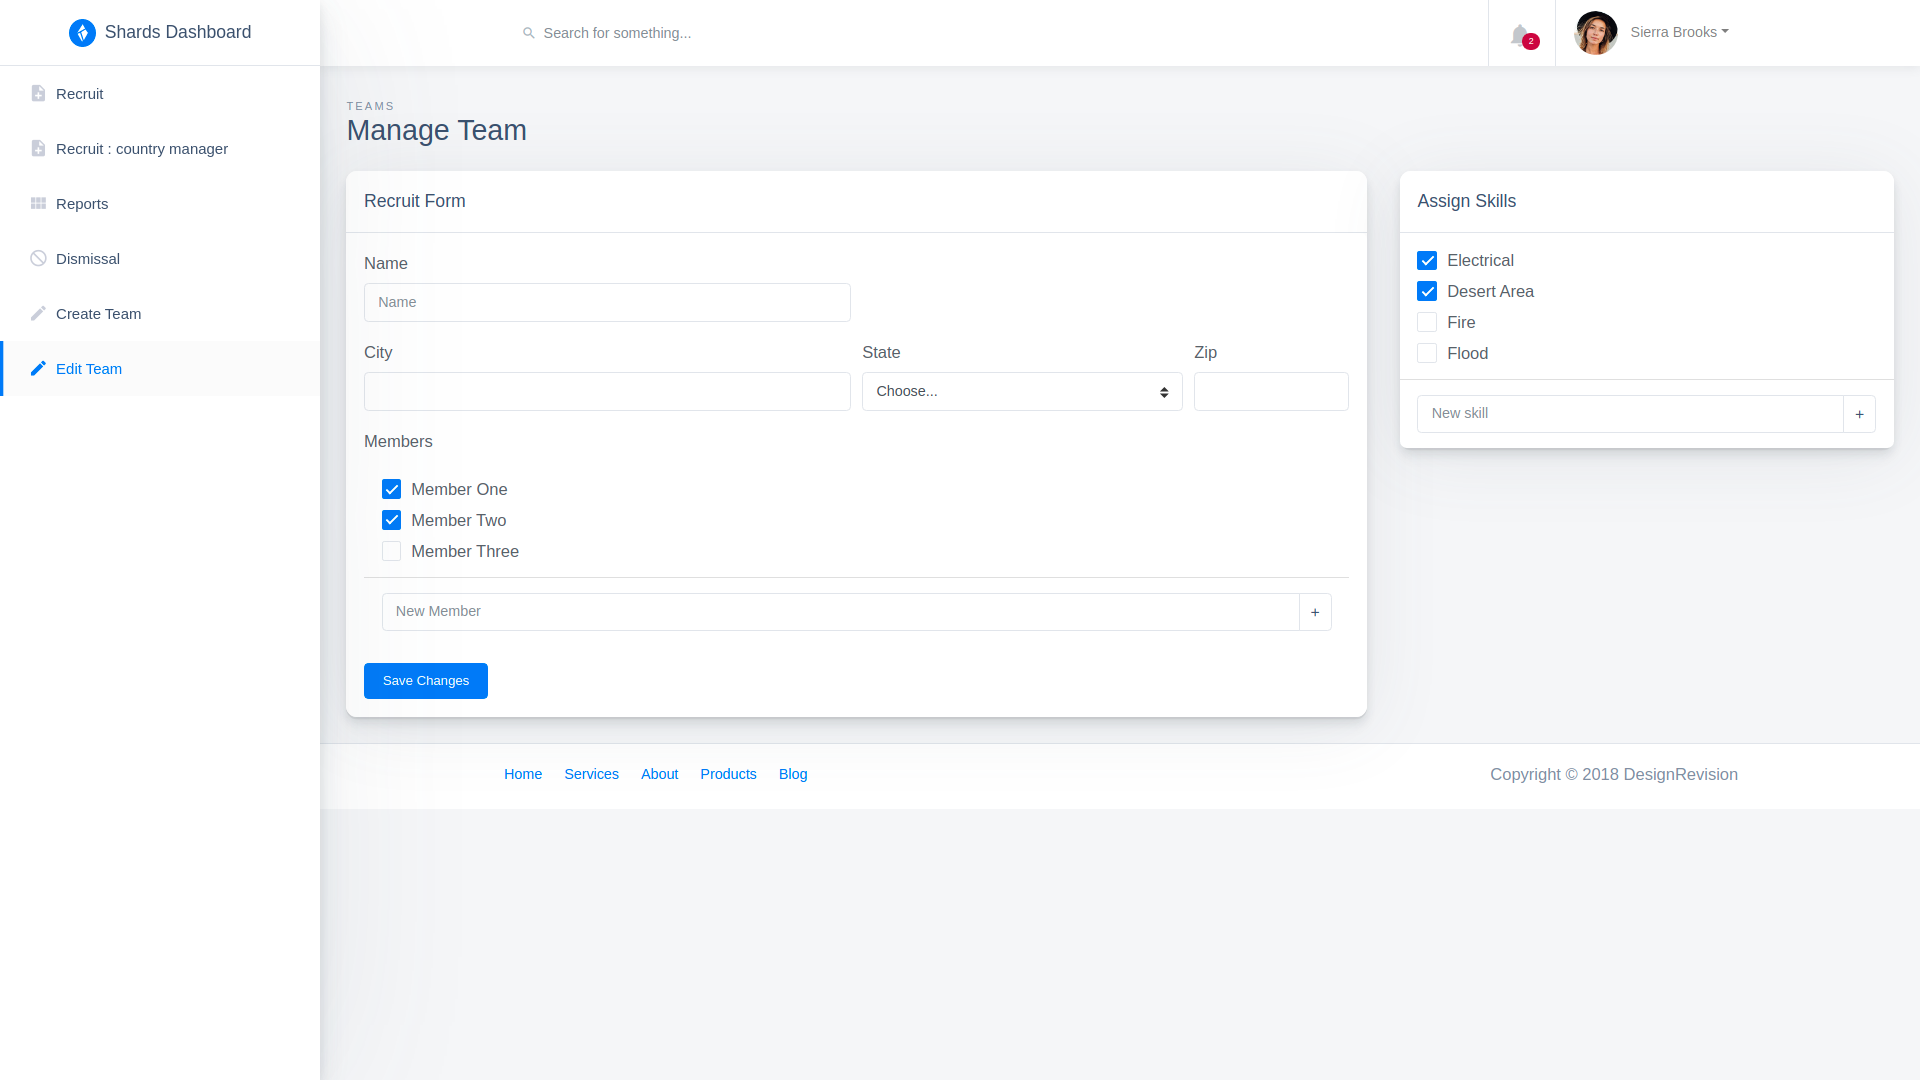 Shards Dashboard
Search for something...
2
Sierra Brooks
Recruit
Recruit : country manager
Reports
Dismissal
Create Team
Edit Team
TEAMS
Manage Team
Recruit Form
Name
Name
City
State
Zip
Choose...
Members
Member One
Member Two
Member Three
New Member
+
Save Changes
Assign Skills
Electrical
Desert Area
Fire
Flood
New skill
+
Home
Services
About
Products
Blog
Copyright © 2018 DesignRevision